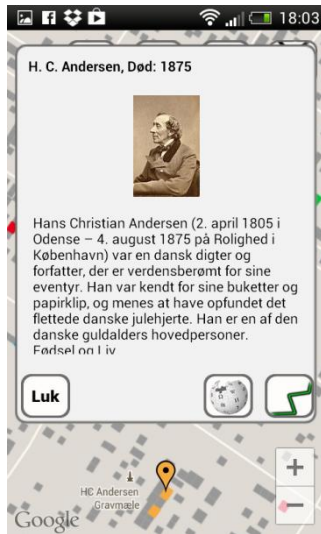 18:03
H. C. Andersen, Død: 1875
Hans Christian Andersen (2. april 1805 i
Odense – 4. august 1875 på Rolighed i
København) var en dansk digter og
forfatter, der er verdensberømt for sine
eventyr. Han var kendt for sine buketter og
papirklip, og menes at have opfundet det
flettede danske julehjerte. Han er en af den
danske guldalders hovedpersoner.
Fødsel og Liv
Luk
+
HC Andersen
Gravmæle
−
Google